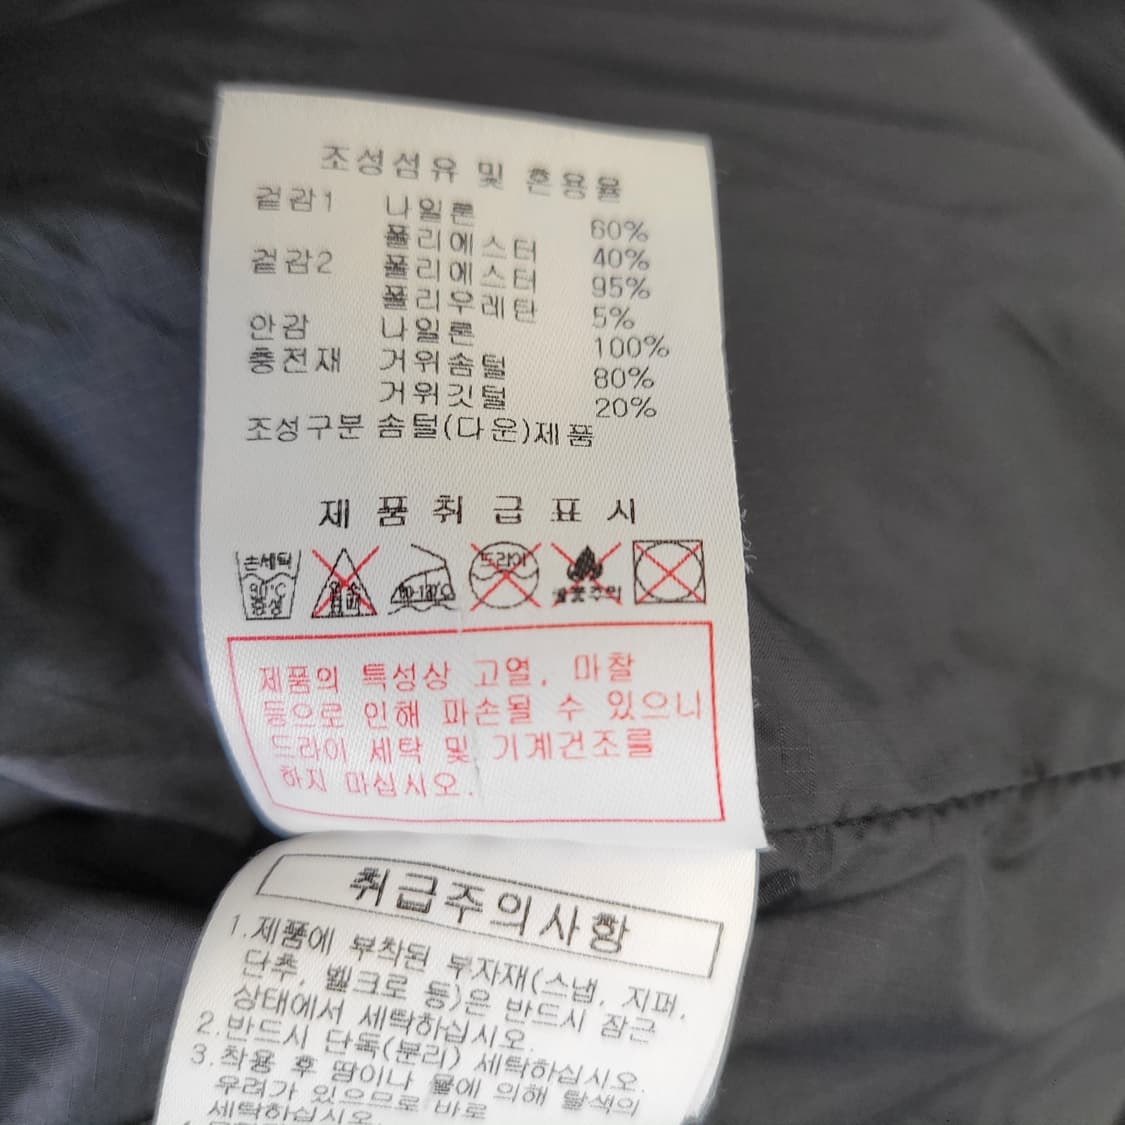 조성섬유 및 혼용율
겉감1 나일론 60%
폴리에스터 40%
겉감2 폴리에스터 95%
폴리우레탄 5%
안감 나일론 100%
충전재 거위솜털 80%
거위깃털 20%
조성구분 솜털(다운)제품
제 품 취 급 표 시
손세탁
중성
드라이
제품의 특성상 고열, 마찰
등으로 인해 파손될 수 있으니
드라이 세탁 및 기계건조를
하지 마십시오.
취급주의사항
1.제품에 부착된 부자재(스냅, 지퍼,
단추, 벨크로 등)은 반드시 잠근
상태에서 세탁하십시오.
2.반드시 단독(분리) 세탁하십시오.
3.착용 후 땀이나 물에 의해 탈색의
우려가 있으므로 바로
세탁하십시오.